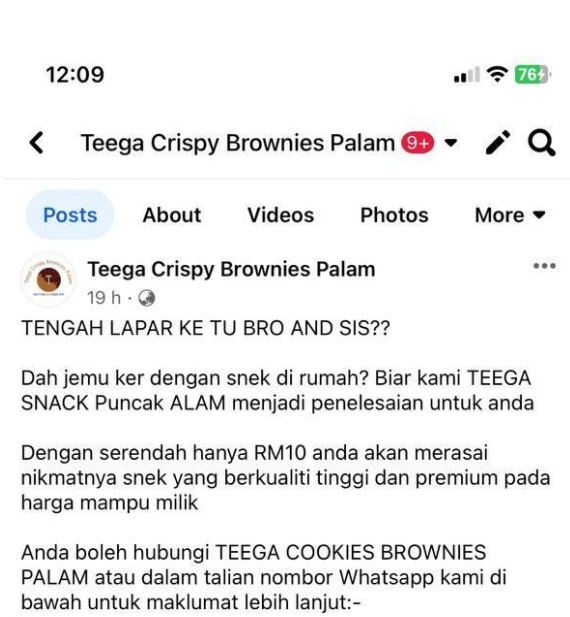 12:09
76
Teega Crispy Brownies Palam 9+
Posts About Videos Photos More
Teega Crispy Brownies Palam
19 h ·
TENGAH LAPAR KE TU BRO AND SIS??
Dah jemu ker dengan snek di rumah? Biar kami TEEGA
SNACK Puncak ALAM menjadi penelesaian untuk anda
Dengan serendah hanya RM10 anda akan merasai
nikmatnya snek yang berkualiti tinggi dan premium pada
harga mampu milik
Anda boleh hubungi TEEGA COOKIES BROWNIES
PALAM atau dalam talian nombor Whatsapp kami di
bawah untuk maklumat lebih lanjut:-